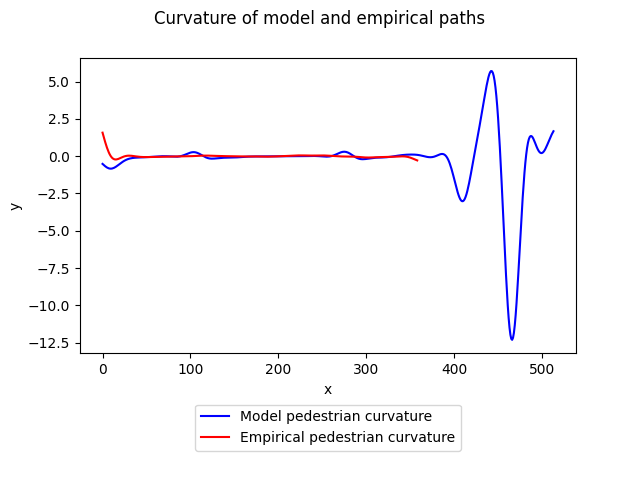 Curvature of model and empirical paths
5.0
2.5
0.0
−2.5
−5.0
−7.5
−10.0
−12.5
y
0 100 200 300 400 500
x
Model pedestrian curvature
Empirical pedestrian curvature